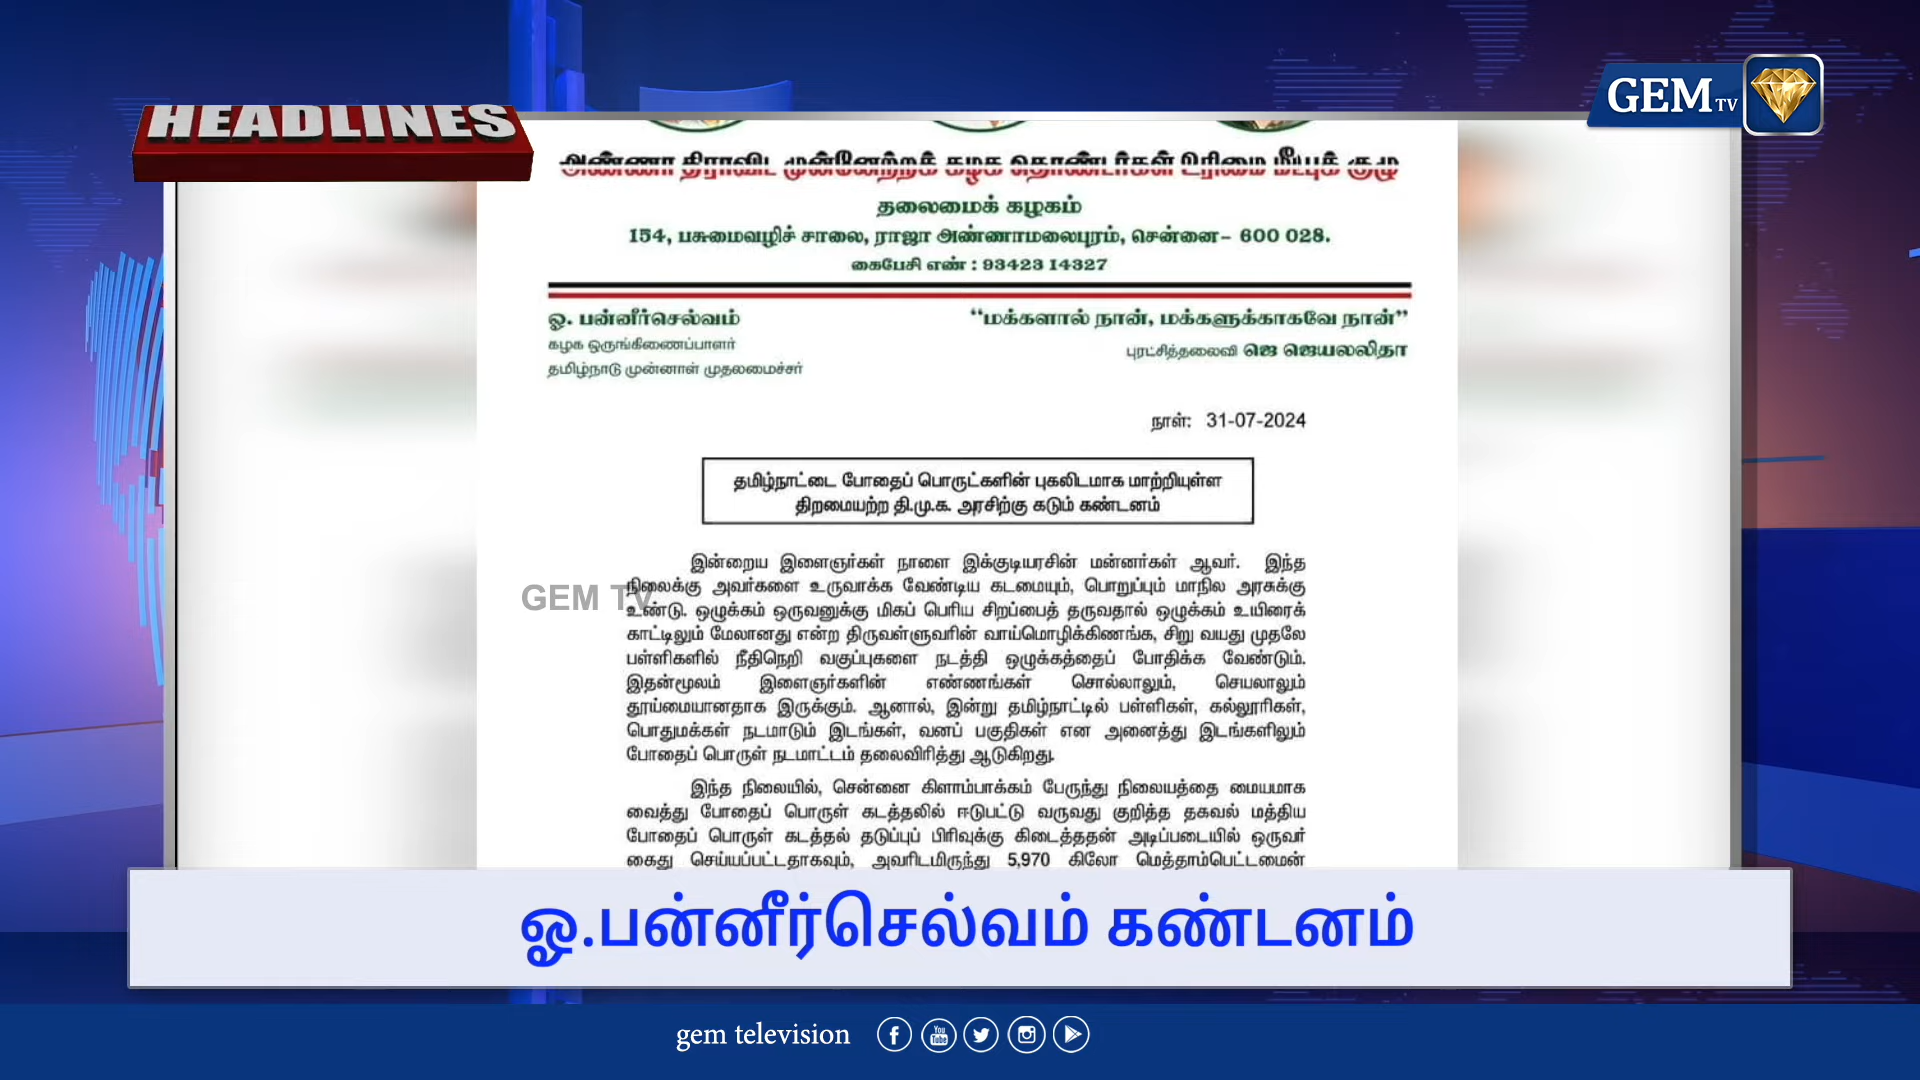 HEADLINES
GEM TV
அண்ணா திராவிட முன்னேற்றக் கழக தொண்டர்கள் உரிமை மீட்புக் குழு
தலைமைக் கழகம்
154, பசுமைவழிச் சாலை, ராஜா அண்ணாமலைபுரம், சென்னை– 600 028.
கைபேசி எண் : 93423 14327
ஓ. பன்னீர்செல்வம்
கழக ஒருங்கிணைப்பாளர்
தமிழ்நாடு முன்னாள் முதலமைச்சர்
“மக்களால் நான், மக்களுக்காகவே நான்”
புரட்சித்தலைவி ஜெ ஜெயலலிதா
நாள்: 31-07-2024
தமிழ்நாட்டை போதைப் பொருட்களின் புகலிடமாக மாற்றியுள்ள
திறமையற்ற தி.மு.க. அரசிற்கு கடும் கண்டனம்
இன்றைய இளைஞர்கள் நாளை இக்குடியரசின் மன்னர்கள் ஆவர். இந்த
நிலைக்கு அவர்களை உருவாக்க வேண்டிய கடமையும், பொறுப்பும் மாநில அரசுக்கு
உண்டு. ஒழுக்கம் ஒருவனுக்கு மிகப் பெரிய சிறப்பைத் தருவதால் ஒழுக்கம் உயிரைக்
காட்டிலும் மேலானது என்ற திருவள்ளுவரின் வாய்மொழிக்கிணங்க, சிறு வயது முதலே
பள்ளிகளில் நீதிநெறி வகுப்புகளை நடத்தி ஒழுக்கத்தைப் போதிக்க வேண்டும்.
இதன்மூலம் இளைஞர்களின் எண்ணங்கள் சொல்லாலும், செயலாலும்
தூய்மையானதாக இருக்கும். ஆனால், இன்று தமிழ்நாட்டில் பள்ளிகள், கல்லூரிகள்,
பொதுமக்கள் நடமாடும் இடங்கள், வனப் பகுதிகள் என அனைத்து இடங்களிலும்
போதைப் பொருள் நடமாட்டம் தலைவிரித்து ஆடுகிறது.
GEM TV
இந்த நிலையில், சென்னை கிளாம்பாக்கம் பேருந்து நிலையத்தை மையமாக
வைத்து போதைப் பொருள் கடத்தலில் ஈடுபட்டு வருவது குறித்த தகவல் மத்திய
போதைப் பொருள் கடத்தல் தடுப்புப் பிரிவுக்கு கிடைத்ததன் அடிப்படையில் ஒருவர்
கைது செய்யப்பட்டதாகவும், அவரிடமிருந்து 5,970 கிலோ மெத்தாம்பெட்டமைன்
ஓ.பன்னீர்செல்வம் கண்டனம்
gem television